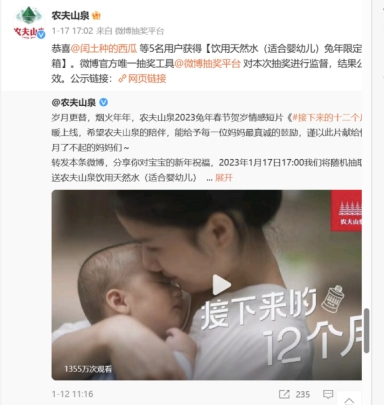 农夫山泉
农夫山泉
1-17 17:02 来自 微博抽奖平台
恭喜@闰土种的西瓜 等5名用户获得【饮用天然水（适合婴幼儿）兔年限定
箱】。微博官方唯一抽奖工具@微博抽奖平台 对本次抽奖进行监督，结果公
效。公示链接：网页链接
@农夫山泉
岁月更替，烟火年年，农夫山泉2023兔年春节贺岁情感短片《#接下来的十二个月
暖上线，希望农夫山泉的陪伴，能给予每一位妈妈最真诚的鼓励，谨以此片献给
月了不起的妈妈们~
转发本条微博，分享你对宝宝的新年祝福，2023年1月17日17:00我们将随机抽取
送农夫山泉饮用天然水（适合婴幼儿） ... 展开
农夫山泉
接下来的
12个月
1355万次观看
1-12 11:16
235